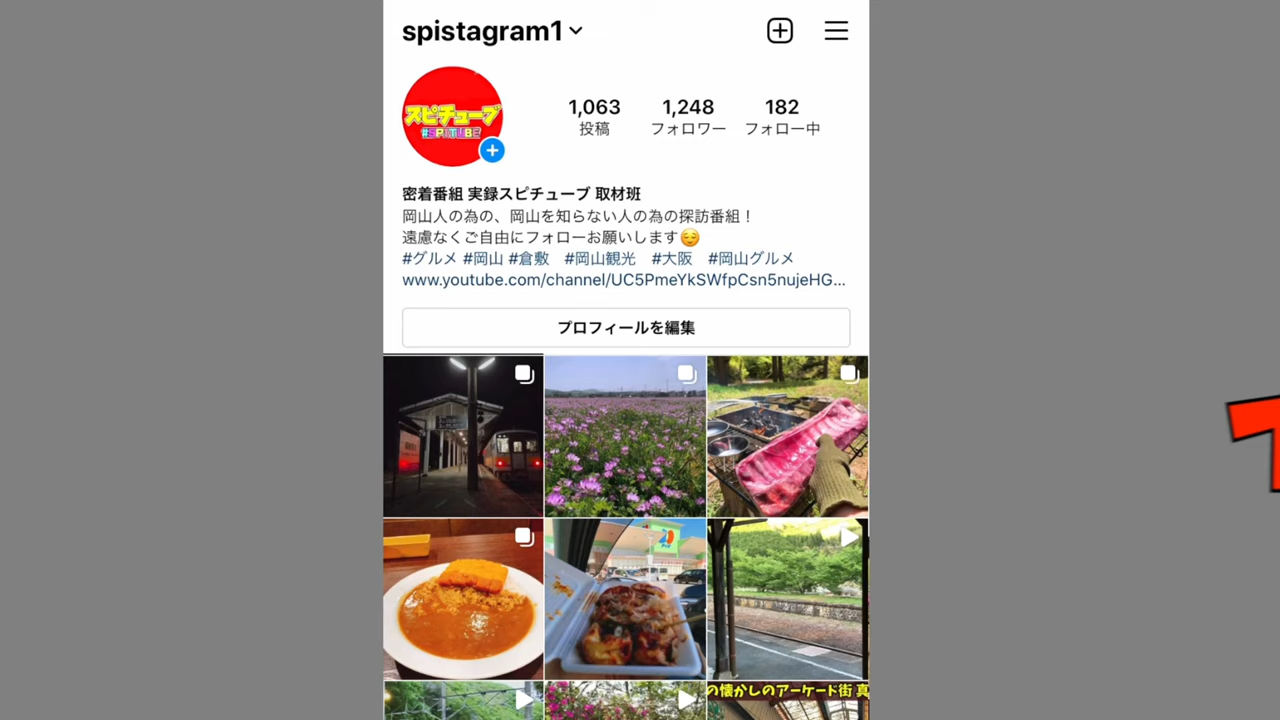 spistagram1
スピチューブ
#SPITUBE
1,063 1,248 182
投稿 フォロワー フォロー中
密着番組 実録スピチューブ 取材班
岡山人の為の、岡山を知らない人の為の探訪番組！
遠慮なくご自由にフォローお願いします😌
#グルメ #岡山 #倉敷　#岡山観光　#大阪　#岡山グルメ
www.youtube.com/channel/UC5PmeYkSWfpCsn5nujeHG...
プロフィールを編集
の懐かしのアーケード街 真